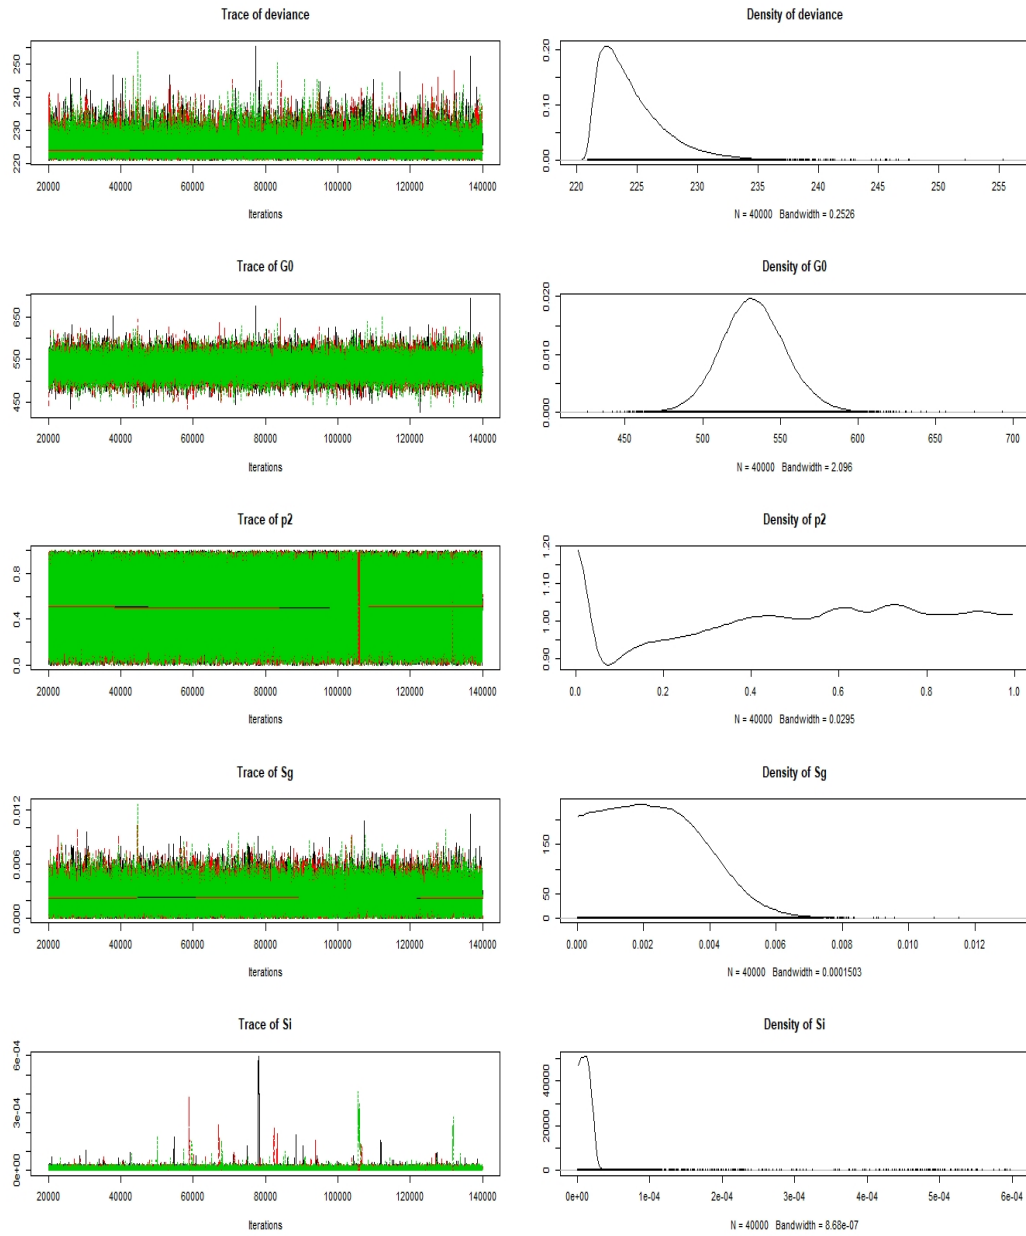 Trace of deviance
220 230 240 250
20000 40000 60000 80000 100000 120000 140000
Iterations
Density of deviance
0.00 0.10 0.20
220 225 230 235 240 245 250 255
N = 40000 Bandwidth = 0.2526
Trace of G0
450 550 650
20000 40000 60000 80000 100000 120000 140000
Iterations
Density of G0
0.000 0.010 0.020
450 500 550 600 650 700
N = 40000 Bandwidth = 2.096
Trace of p2
0.0 0.4 0.8
20000 40000 60000 80000 100000 120000 140000
Iterations
Density of p2
0.90 1.00 1.10 1.20
0.0 0.2 0.4 0.6 0.8 1.0
N = 40000 Bandwidth = 0.0295
Trace of Sg
0.000 0.006 0.012
20000 40000 60000 80000 100000 120000 140000
Iterations
Density of Sg
0 50 150
0.000 0.002 0.004 0.006 0.008 0.010 0.012
N = 40000 Bandwidth = 0.0001503
Trace of Si
0e+00 3e-04 6e-04
20000 40000 60000 80000 100000 120000 140000
Iterations
Density of Si
0 20000 40000
0e+00 1e-04 2e-04 3e-04 4e-04 5e-04 6e-04
N = 40000 Bandwidth = 8.68e-07